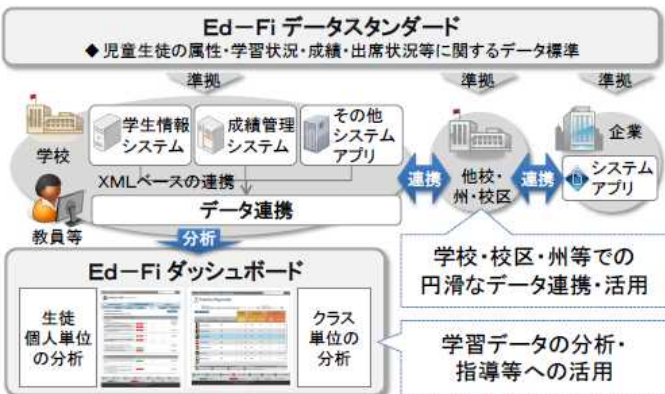 Ed－Fi データスタンダード
◆ 児童生徒の属性・学習状況・成績・出席状況等に関するデータ標準
準拠
準拠
準拠
学校
学生情報
システム
成績管理
システム
その他
システム
アプリ
XMLベースの連携
データ連携
教員等
連携
他校・
州・校区
連携
企業
システム
アプリ
分析
Ed－Fi ダッシュボード
生徒
個人単位
の分析
クラス
単位の
分析
学校・校区・州等での
円滑なデータ連携・活用
学習データの分析・
指導等への活用